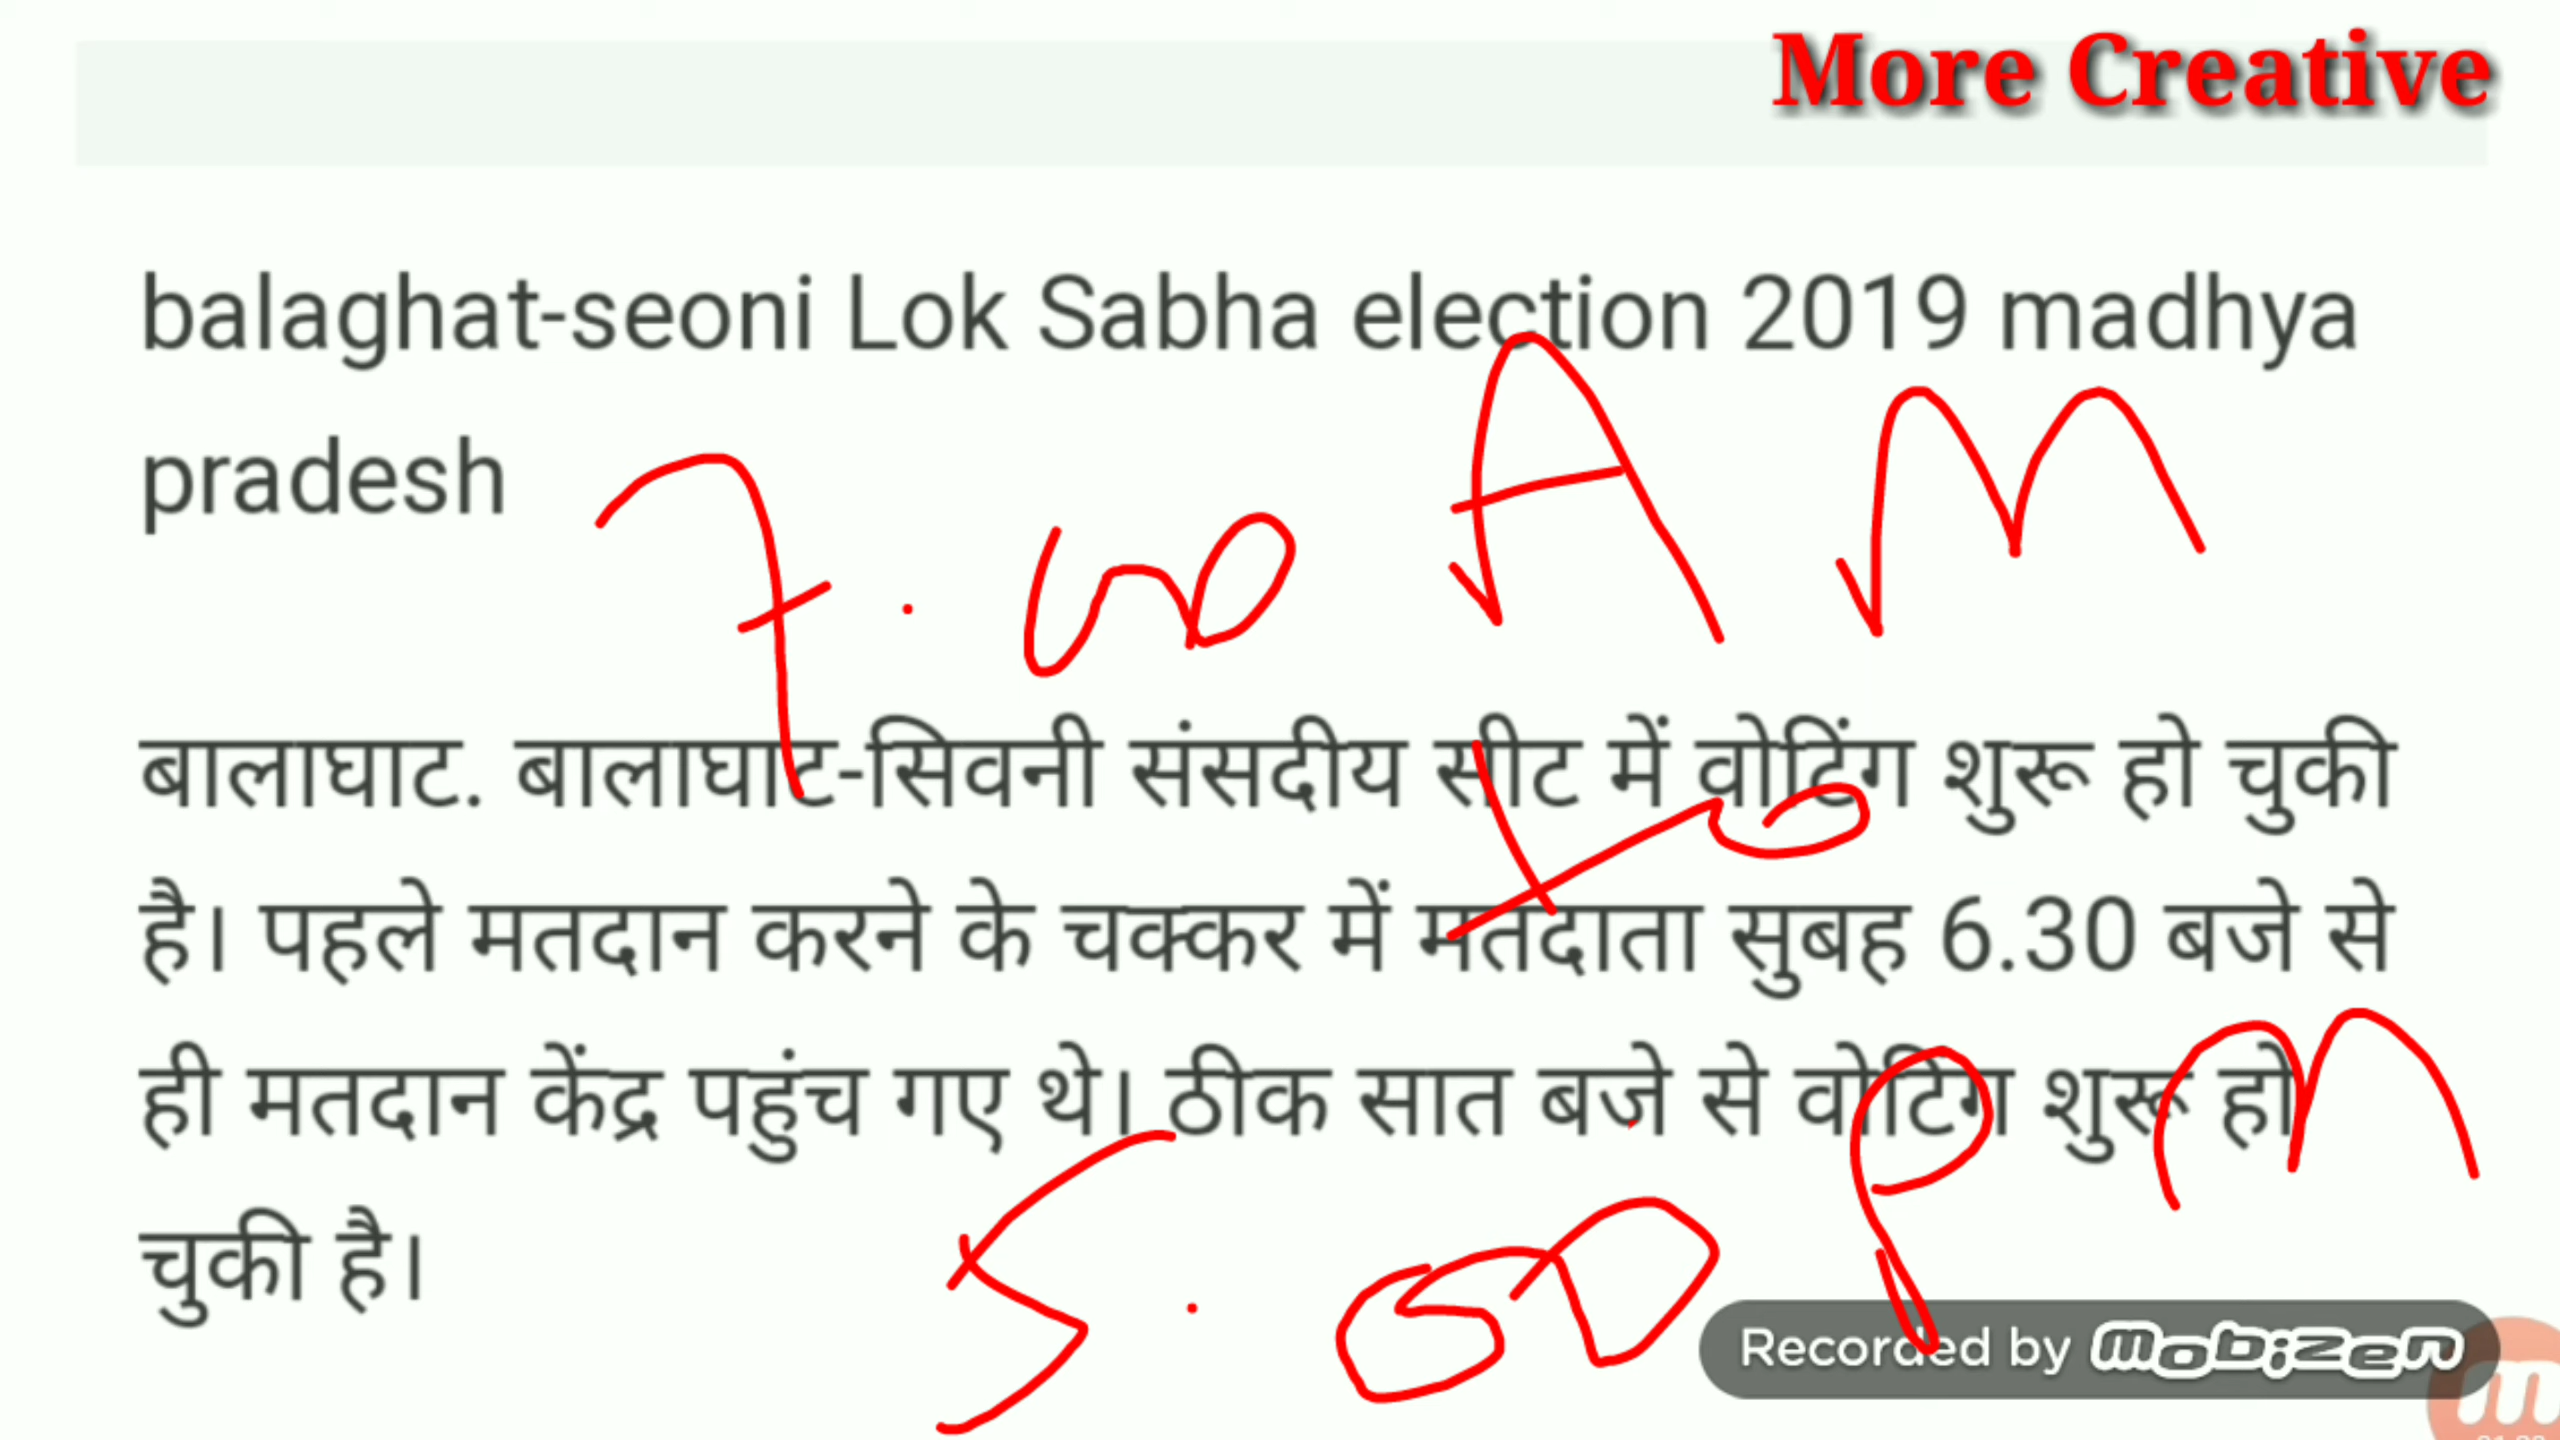 More Creative
balaghat-seoni Lok Sabha election 2019 madhya
pradesh
7.00 AM
बालाघाट. बालाघाट-सिवनी संसदीय सीट में वोटिंग शुरू हो चुकी
to
है। पहले मतदान करने के चक्कर में मतदाता सुबह 6.30 बजे से
ही मतदान केंद्र पहुंच गए थे। ठीक सात बजे से वोटिंग शुरू हो
चुकी है।
5.00 Pm
Recorded by mobizen